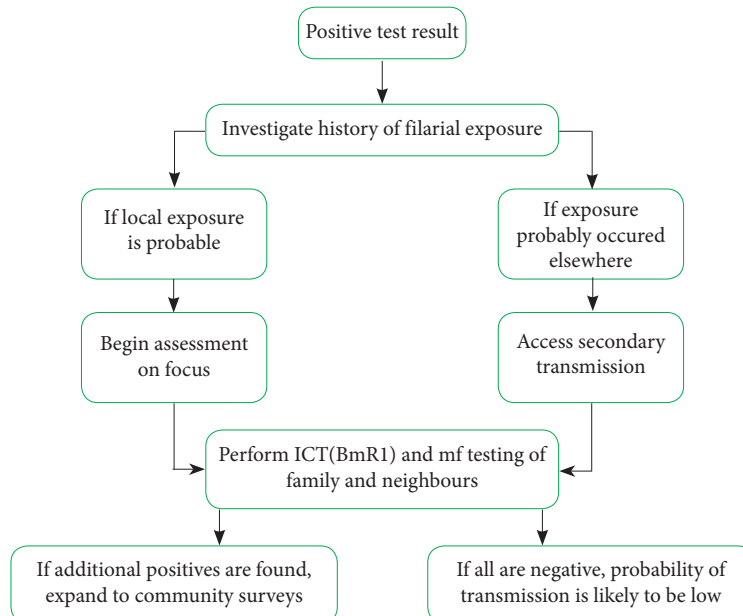 Positive test result
Investigate history of filarial exposure
If local exposure
is probable
If exposure
probably occured
elsewhere
Begin assessment
on focus
Access secondary
transmission
Perform ICT(BmR1) and mf testing of
family and neighbours
If additional positives are found,
expand to community surveys
If all are negative, probability of
transmission is likely to be low